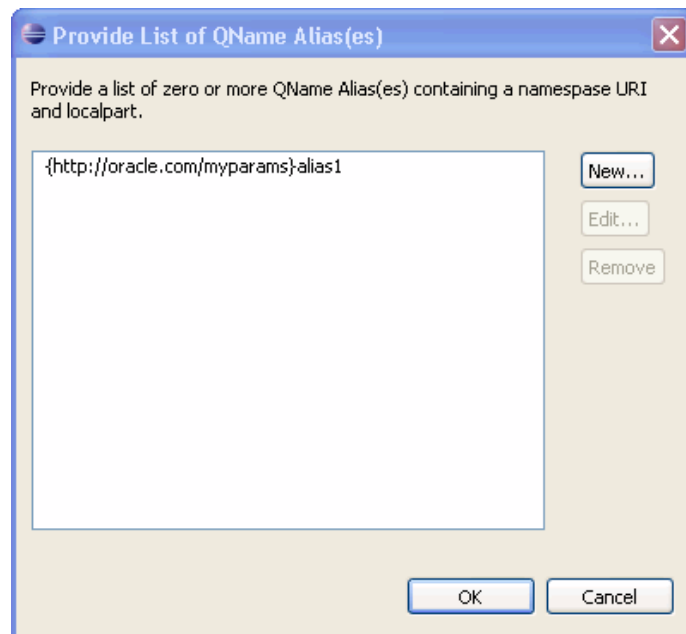 Provide List of QName Alias(es)
Provide a list of zero or more QName Alias(es) containing a namespase URI
and localpart.
{http://oracle.com/myparams}alias1
New...
Edit...
Remove
OK
Cancel